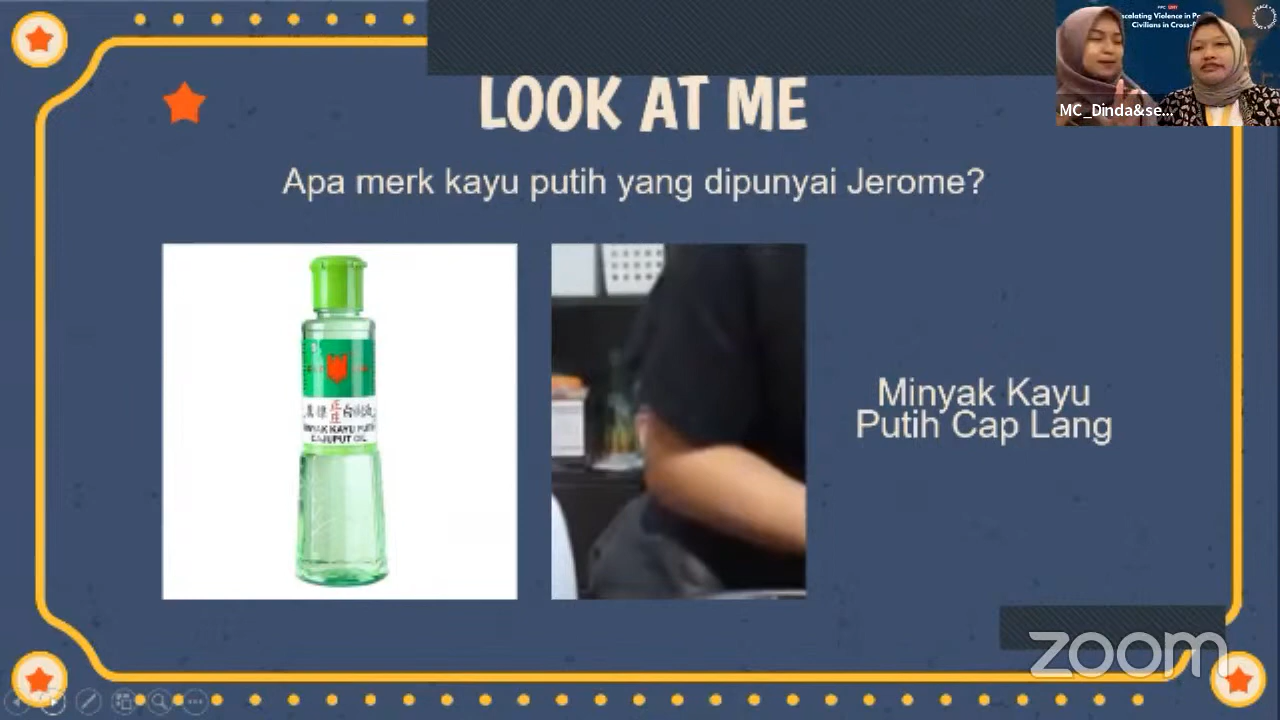 LOOK AT ME
Apa merk kayu putih yang dipunyai Jerome?
MINYAK KAYU PUTIH
CAJUPUT OIL
Minyak Kayu
Putih Cap Lang
MC_Dinda&se...
zoom